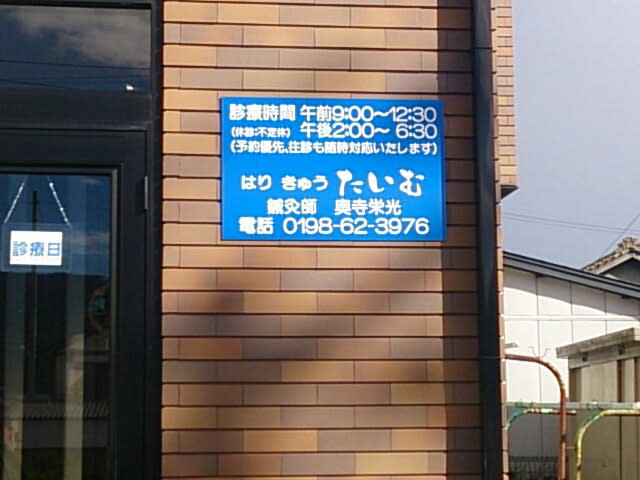 診療時間 午前9:00〜12:30
(休診:不定休) 午後2:00〜 6:30
(予約優先、往診も随時対応いたします)
はり きゅう たいむ
鍼灸師 奥寺栄光
電話 0198-62-3976
診療日